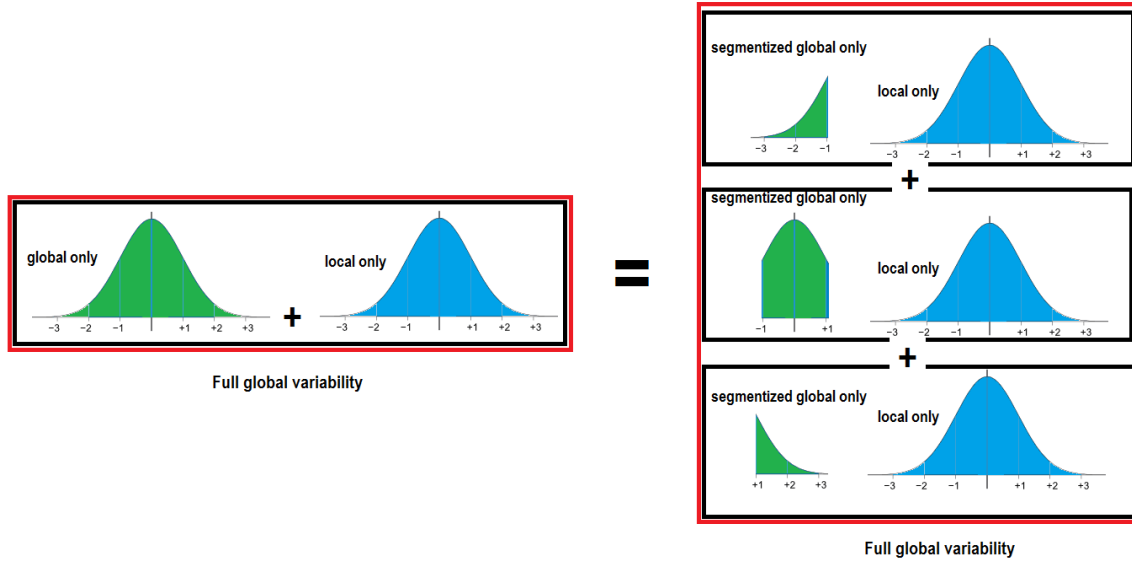 global only
−3 −2 −1 +1 +2 +3
+
local only
−3 −2 −1 +1 +2 +3
Full global variability
=
segmentized global only
−3 −2 −1
local only
−3 −2 −1 +1 +2 +3
+
segmentized global only
−1 +1
local only
−3 −2 −1 +1 +2 +3
+
segmentized global only
+1 +2 +3
local only
−3 −2 −1 +1 +2 +3
Full global variability